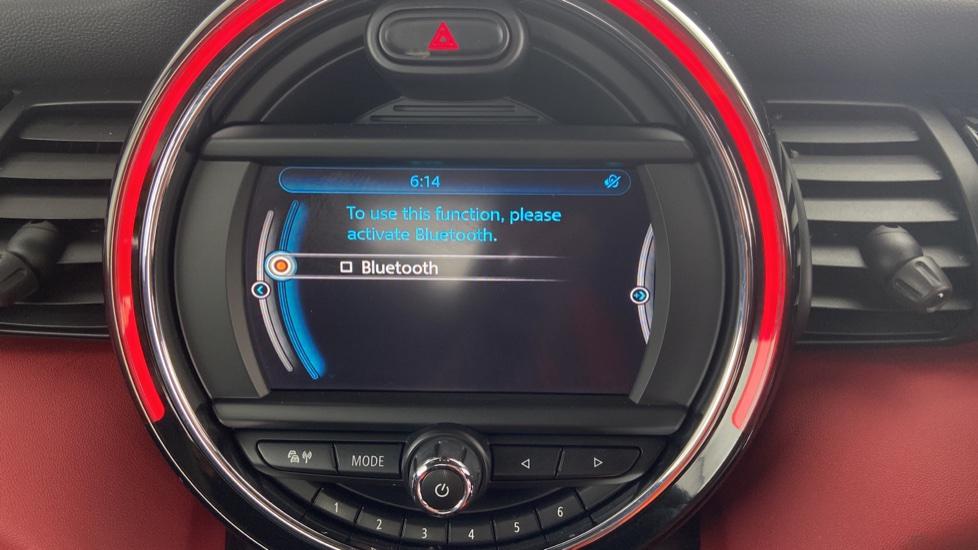 6:14
To use this function, please
activate Bluetooth.
Bluetooth
MODE
1 2 3 4 5 6